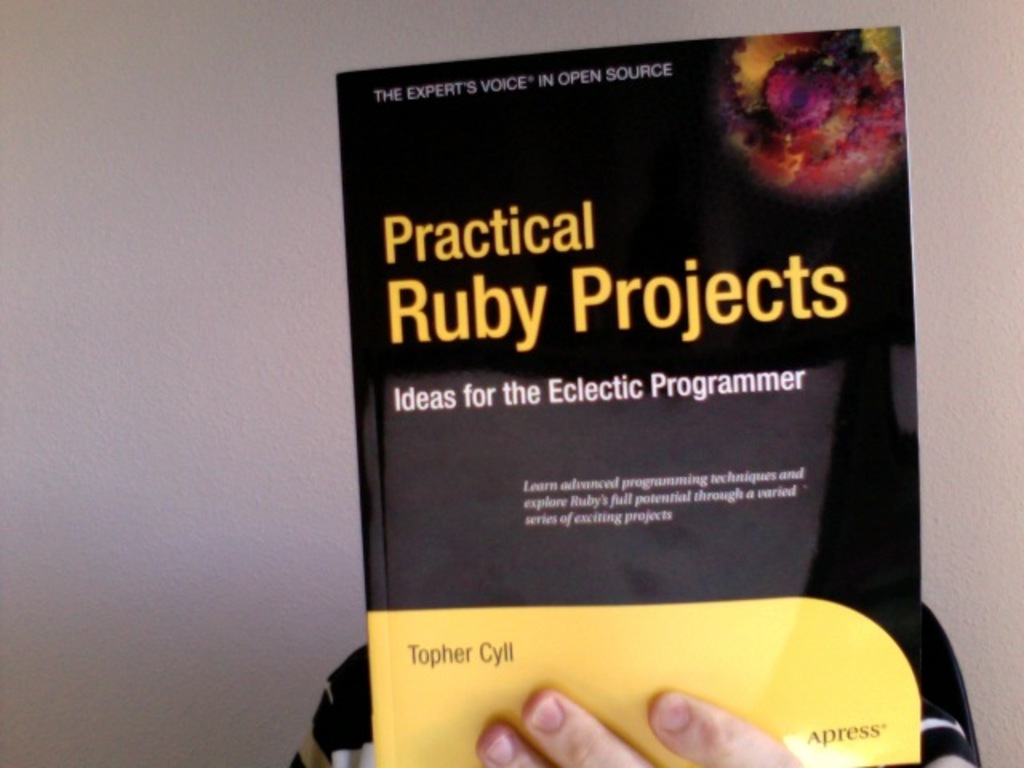 THE EXPERT'S VOICE® IN OPEN SOURCE
Practical
Ruby Projects
Ideas for the Eclectic Programmer
Learn advanced programming techniques and
explore Ruby's full potential through a varied
series of exciting projects
Topher Cyll
Apress®